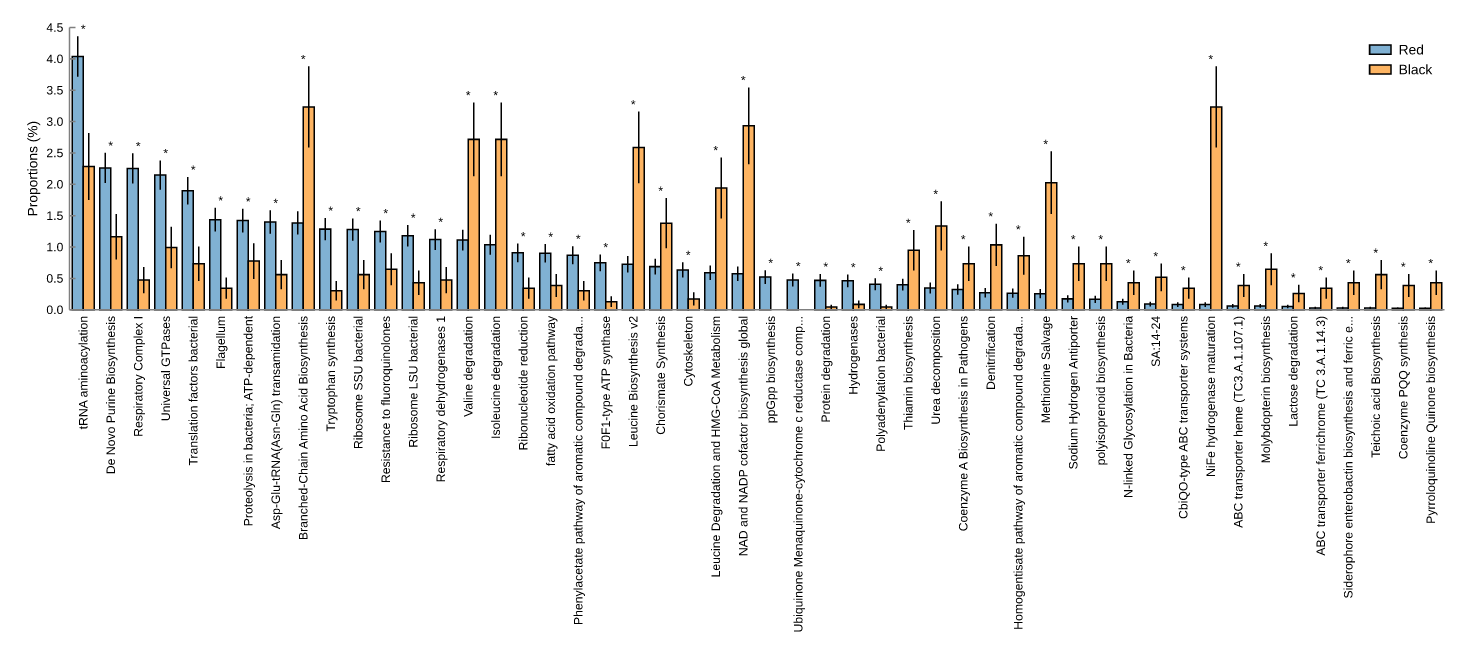 Proportions (%)
4.5
4.0
3.5
3.0
2.5
2.0
1.5
1.0
0.5
0.0
Red
Black
* * * * * * * * * * * * * * * * * * * * * * * * * * * * * * * * * * * * * * * * * * * * * * * * * *
tRNA aminoacylation
De Novo Purine Biosynthesis
Respiratory Complex I
Universal GTPases
Translation factors bacterial
Flagellum
Proteolysis in bacteria; ATP-dependent
Asp-Glu-tRNA(Asn-Gln) transamidation
Branched-Chain Amino Acid Biosynthesis
Tryptophan synthesis
Ribosome SSU bacterial
Resistance to fluoroquinolones
Ribosome LSU bacterial
Respiratory dehydrogenases 1
Valine degradation
Isoleucine degradation
Ribonucleotide reduction
fatty acid oxidation pathway
Phenylacetate pathway of aromatic compound degrada...
F0F1-type ATP synthase
Leucine Biosynthesis v2
Chorismate Synthesis
Cytoskeleton
Leucine Degradation and HMG-CoA Metabolism
NAD and NADP cofactor biosynthesis global
ppGpp biosynthesis
Ubiquinone Menaquinone-cytochrome c reductase comp...
Protein degradation
Hydrogenases
Polyadenylation bacterial
Thiamin biosynthesis
Urea decomposition
Coenzyme A Biosynthesis in Pathogens
Denitrification
Homogentisate pathway of aromatic compound degrada..
Methionine Salvage
Sodium Hydrogen Antiporter
polyisoprenoid biosynthesis
N-linked Glycosylation in Bacteria
SA:14-24
CbiQO-type ABC transporter systems
NiFe hydrogenase maturation
ABC transporter heme (TC3.A.1.107.1)
Molybdopterin biosynthesis
Lactose degradation
ABC transporter ferrichrome (TC 3.A.1.14.3)
Siderophore enterobactin biosynthesis and ferric e...
Teichoic acid Biosynthesis
Coenzyme PQQ synthesis
Pyrroloquinoline Quinone biosynthesis